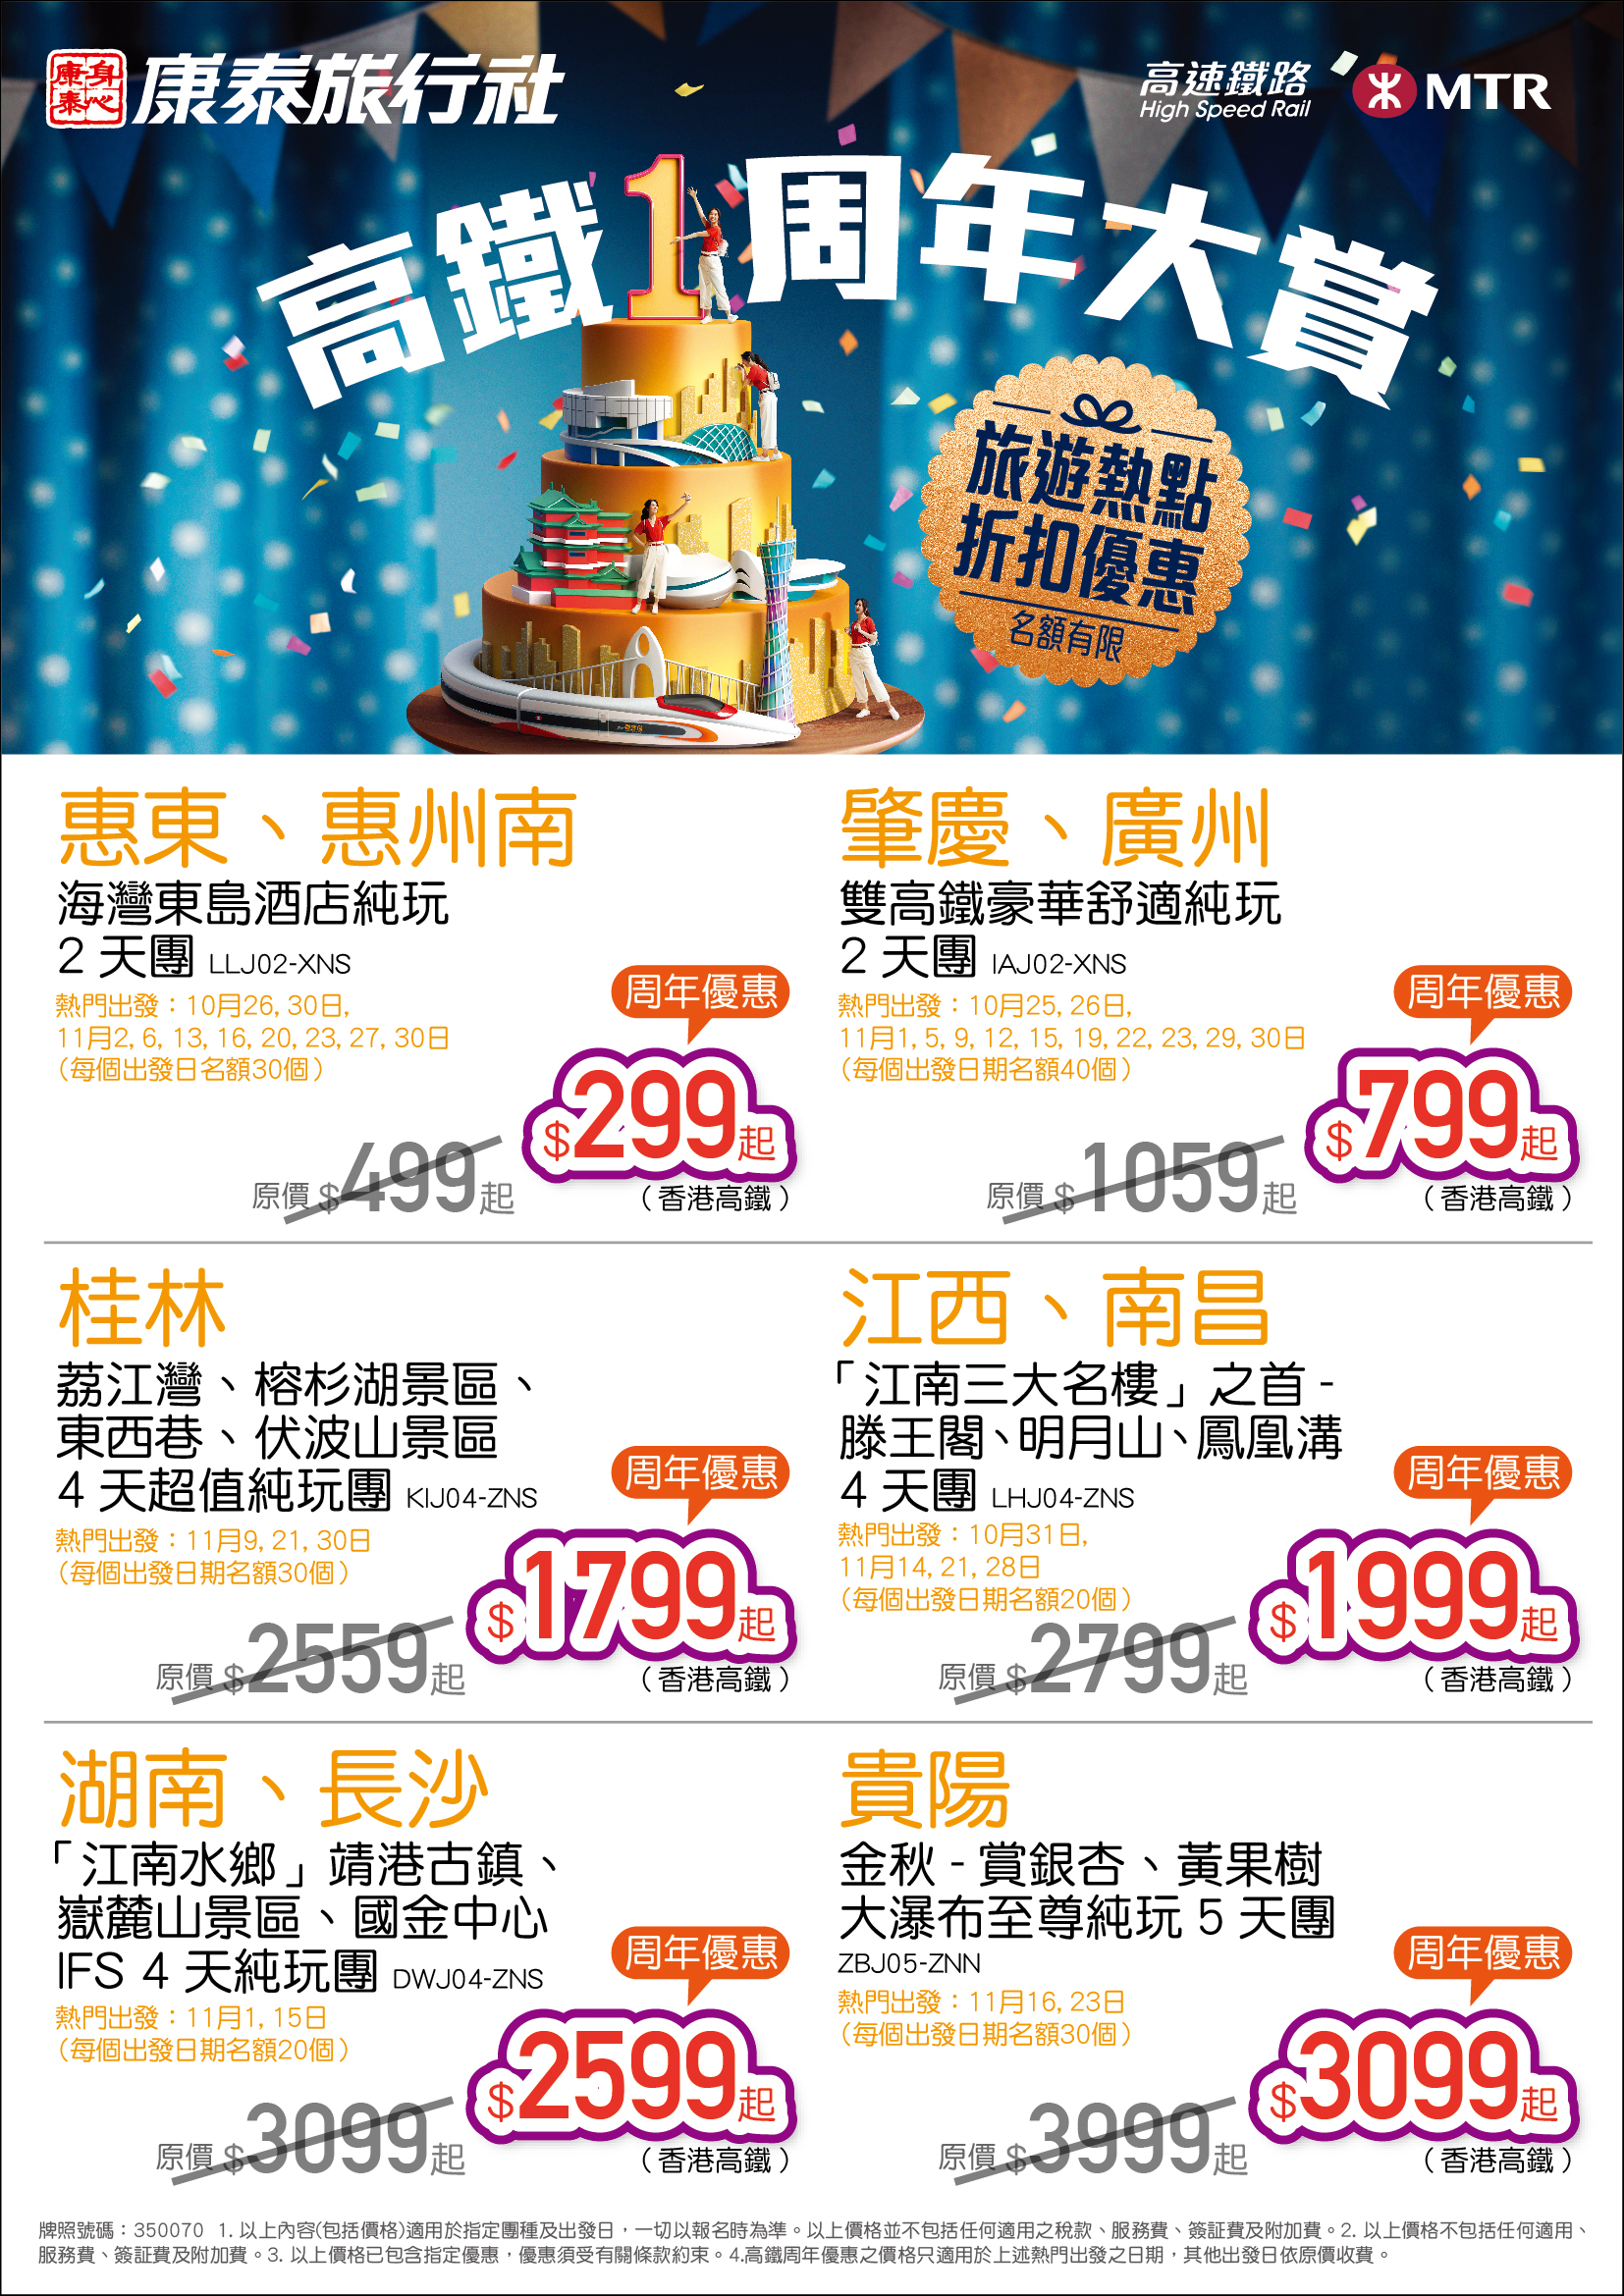 身心康泰
康泰旅行社
高速鐵路
High Speed Rail
MTR
高鐵1周年大賞
旅遊熱點
折扣優惠
名額有限
惠東、惠州南
海灣東島酒店純玩
2 天團 LLJ02-XNS
熱門出發：10月26, 30日,
11月2, 6, 13, 16, 20, 23, 27, 30日
（每個出發日名額30個）
原價 $499起
周年優惠
$299起
（香港高鐵）
肇慶、廣州
雙高鐵豪華舒適純玩
2 天團 IAJ02-XNS
熱門出發：10月25, 26日,
11月1, 5, 9, 12, 15, 19, 22, 23, 29, 30日
（每個出發日期名額40個）
原價 $1059起
周年優惠
$799起
（香港高鐵）
桂林
荔江灣、榕杉湖景區、
東西巷、伏波山景區
4 天超值純玩團 KIJ04-ZNS
熱門出發：11月9, 21, 30日
（每個出發日期名額30個）
原價 $2559起
周年優惠
$1799起
（香港高鐵）
江西、南昌
「江南三大名樓」之首 -
滕王閣、明月山、鳳凰溝
4 天團 LHJ04-ZNS
熱門出發：10月31日,
11月14, 21, 28日
（每個出發日期名額20個）
原價 $2799起
周年優惠
$1999起
（香港高鐵）
湖南、長沙
「江南水鄉」靖港古鎮、
嶽麓山景區、國金中心
IFS 4 天純玩團 DWJ04-ZNS
熱門出發：11月1, 15日
（每個出發日期名額20個）
原價 $3099起
周年優惠
$2599起
（香港高鐵）
貴陽
金秋 - 賞銀杏、黃果樹
大瀑布至尊純玩 5 天團
ZBJ05-ZNN
熱門出發：11月16, 23日
（每個出發日期名額30個）
原價 $3999起
周年優惠
$3099起
（香港高鐵）
牌照號碼：350070 1. 以上內容(包括價格)適用於指定團種及出發日，一切以報名時為準。以上價格並不包括任何適用之稅款、服務費、簽証費及附加費。2. 以上價格不包括任何適用、
服務費、簽証費及附加費。3. 以上價格已包含指定優惠，優惠須受有關條款約束。4.高鐵周年優惠之價格只適用於上述熱門出發之日期，其他出發日依原價收費。